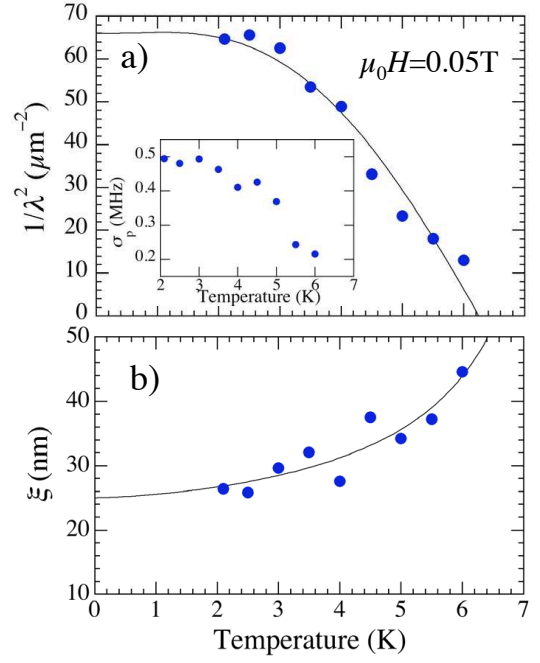 70
a)
μ₀H=0.05T
60
50
40
30
20
10
0
1/λ² (μm⁻²)
0.5
0.4
0.3
0.2
σₚ (MHz)
2 3 4 5 6 7
Temperature (K)
50
b)
40
30
20
10
ξ (nm)
0 1 2 3 4 5 6 7
Temperature (K)